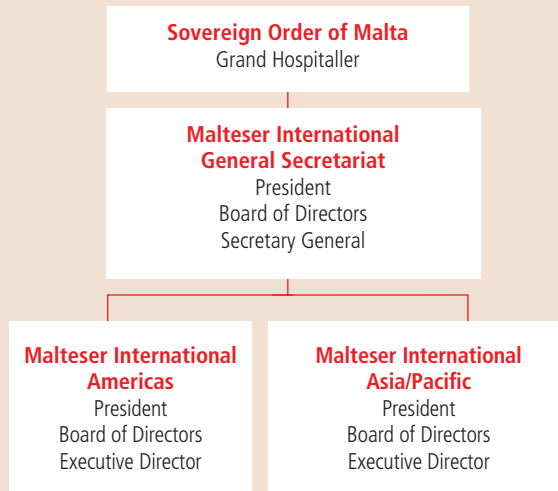 Sovereign Order of Malta
Grand Hospitaller
Malteser International
General Secretariat
President
Board of Directors
Secretary General
Malteser International
Americas
President
Board of Directors
Executive Director
Malteser International
Asia/Pacific
President
Board of Directors
Executive Director